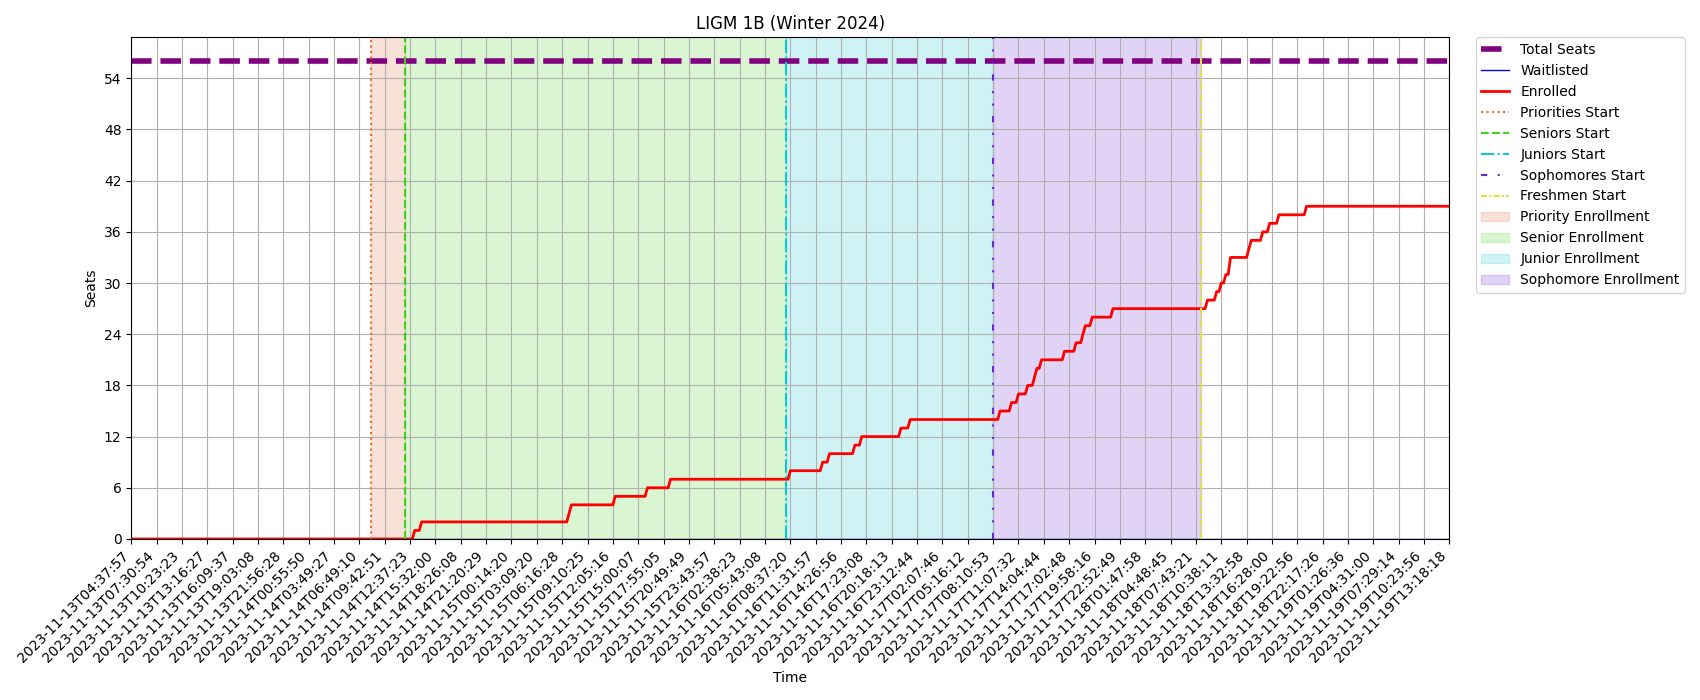 LIGM 1B (Winter 2024)
Seats
54
48
42
36
30
24
18
12
6
0
2023-11-13T04:37:57
2023-11-13T07:30:54
2023-11-13T10:23:23
2023-11-13T13:16:27
2023-11-13T16:09:37
2023-11-13T19:03:08
2023-11-13T21:56:28
2023-11-14T00:55:50
2023-11-14T03:49:27
2023-11-14T06:49:10
2023-11-14T09:42:51
2023-11-14T12:37:23
2023-11-14T15:32:00
2023-11-14T18:26:08
2023-11-14T21:20:29
2023-11-15T00:14:20
2023-11-15T03:09:20
2023-11-15T06:16:28
2023-11-15T09:10:25
2023-11-15T12:05:16
2023-11-15T15:00:07
2023-11-15T17:55:05
2023-11-15T20:49:49
2023-11-15T23:43:57
2023-11-16T02:38:23
2023-11-16T05:43:08
2023-11-16T08:37:20
2023-11-16T11:31:57
2023-11-16T14:26:56
2023-11-16T17:23:08
2023-11-16T20:18:13
2023-11-16T23:12:44
2023-11-17T02:07:46
2023-11-17T05:16:12
2023-11-17T08:10:53
2023-11-17T11:07:32
2023-11-17T14:04:44
2023-11-17T17:02:48
2023-11-17T19:58:16
2023-11-17T22:52:49
2023-11-18T01:47:58
2023-11-18T04:48:45
2023-11-18T07:43:21
2023-11-18T10:38:11
2023-11-18T13:32:58
2023-11-18T16:28:00
2023-11-18T19:22:56
2023-11-18T22:17:26
2023-11-19T01:26:36
2023-11-19T04:31:00
2023-11-19T07:29:14
2023-11-19T10:23:56
2023-11-19T13:18:18
Time
Total Seats
Waitlisted
Enrolled
Priorities Start
Seniors Start
Juniors Start
Sophomores Start
Freshmen Start
Priority Enrollment
Senior Enrollment
Junior Enrollment
Sophomore Enrollment